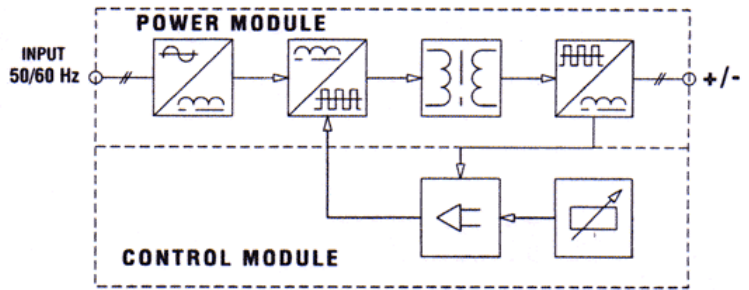 POWER MODULE
INPUT
50/60 Hz
+/-
CONTROL MODULE